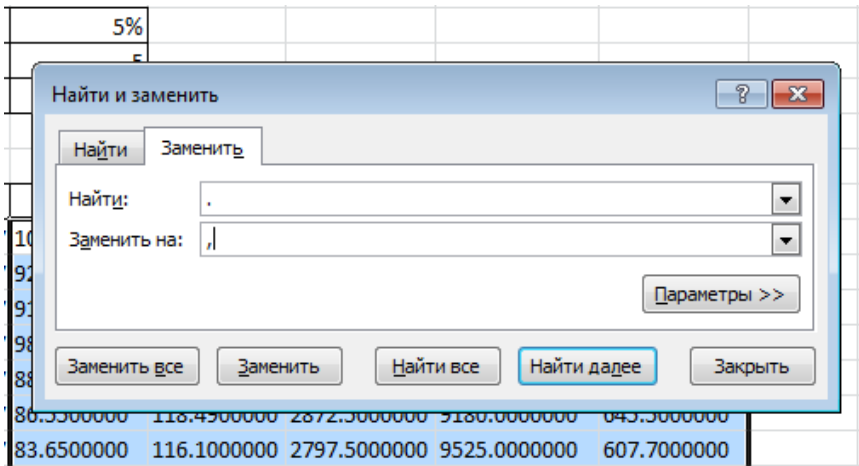 5%
Найти и заменить
Найти
Заменить
Найти: .
Заменить на: ,
Параметры >>
Заменить все Заменить Найти все Найти далее Закрыть
86.5500000 118.4900000 2872.5000000 9180.0000000 645.5000000
83.6500000 116.1000000 2797.5000000 9525.0000000 607.7000000